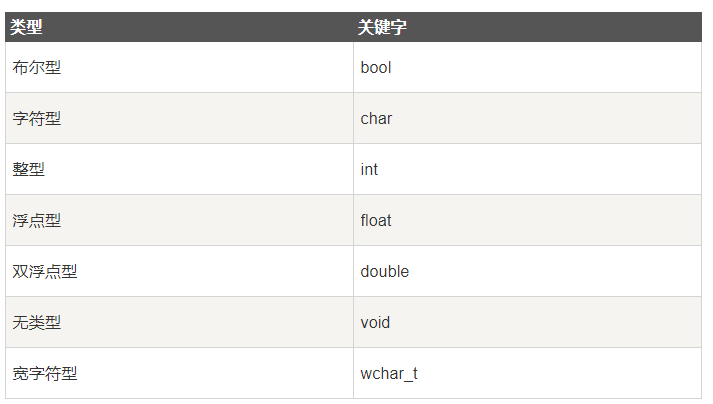 类型 关键字
布尔型 bool
字符型 char
整型 int
浮点型 float
双浮点型 double
无类型 void
宽字符型 wchar_t